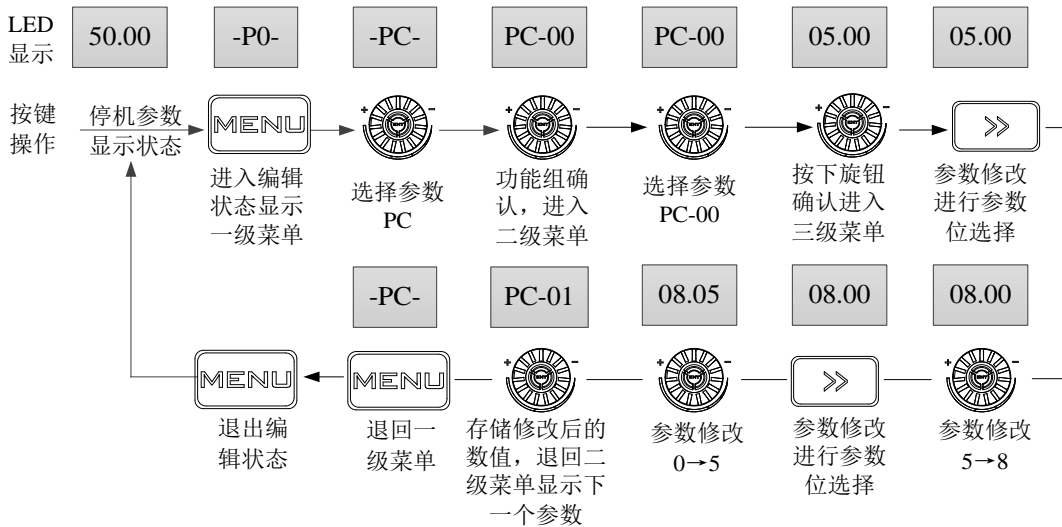 LED
显示
50.00
-P0-
-PC-
PC-00
PC-00
05.00
05.00
按键
操作
停机参数
显示状态
MENU
+
−
ENT
+
−
ENT
+
−
ENT
+
−
ENT
>>
进入编辑
状态显示
一级菜单
选择参数
PC
功能组确
认，进入
二级菜单
选择参数
PC-00
按下旋钮
确认进入
三级菜单
参数修改
进行参数
位选择
-PC-
PC-01
08.05
08.00
08.00
MENU
MENU
+
−
ENT
+
−
ENT
>>
+
−
ENT
退出编
辑状态
退回一
级菜单
存储修改后的
数值，退回二
级菜单显示下
一个参数
参数修改
0→5
参数修改
进行参数
位选择
参数修改
5→8